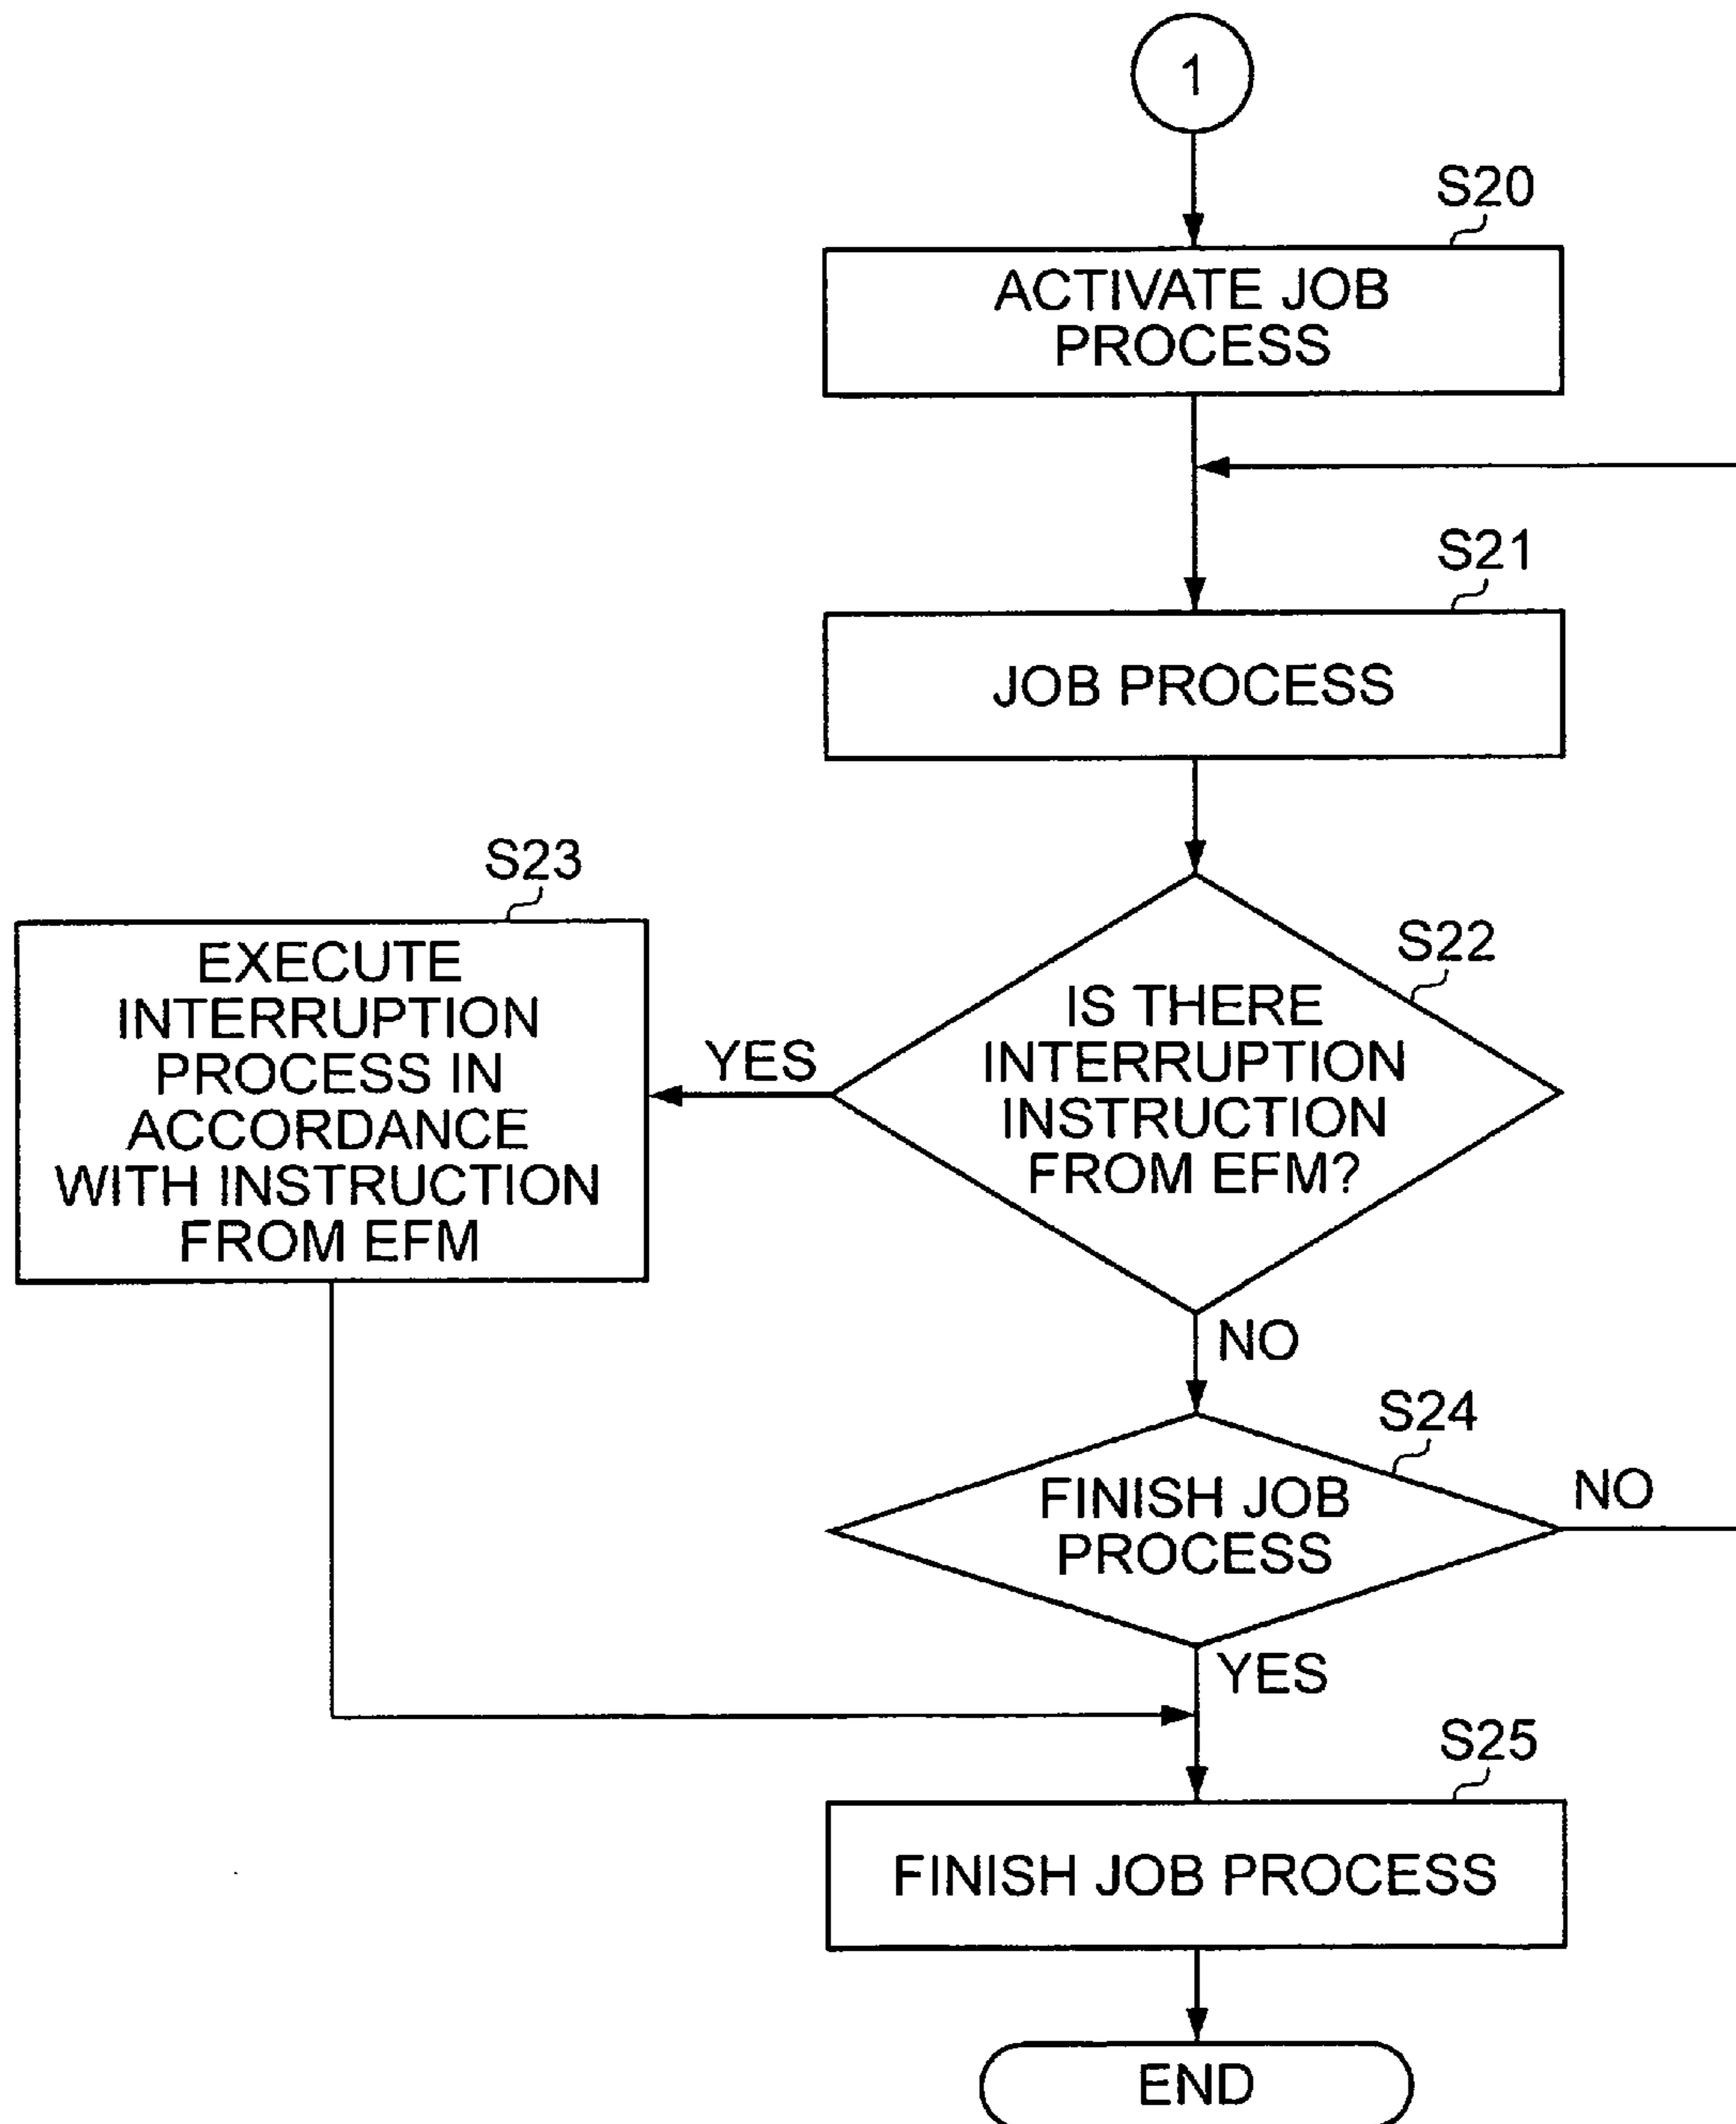 1
S20
ACTIVATE JOB
PROCESS
S21
JOB PROCESS
S22
IS THERE
INTERRUPTION
INSTRUCTION
FROM EFM?
YES
S23
EXECUTE
INTERRUPTION
PROCESS IN
ACCORDANCE
WITH INSTRUCTION
FROM EFM
NO
S24
FINISH JOB
PROCESS
NO
YES
S25
FINISH JOB PROCESS
END